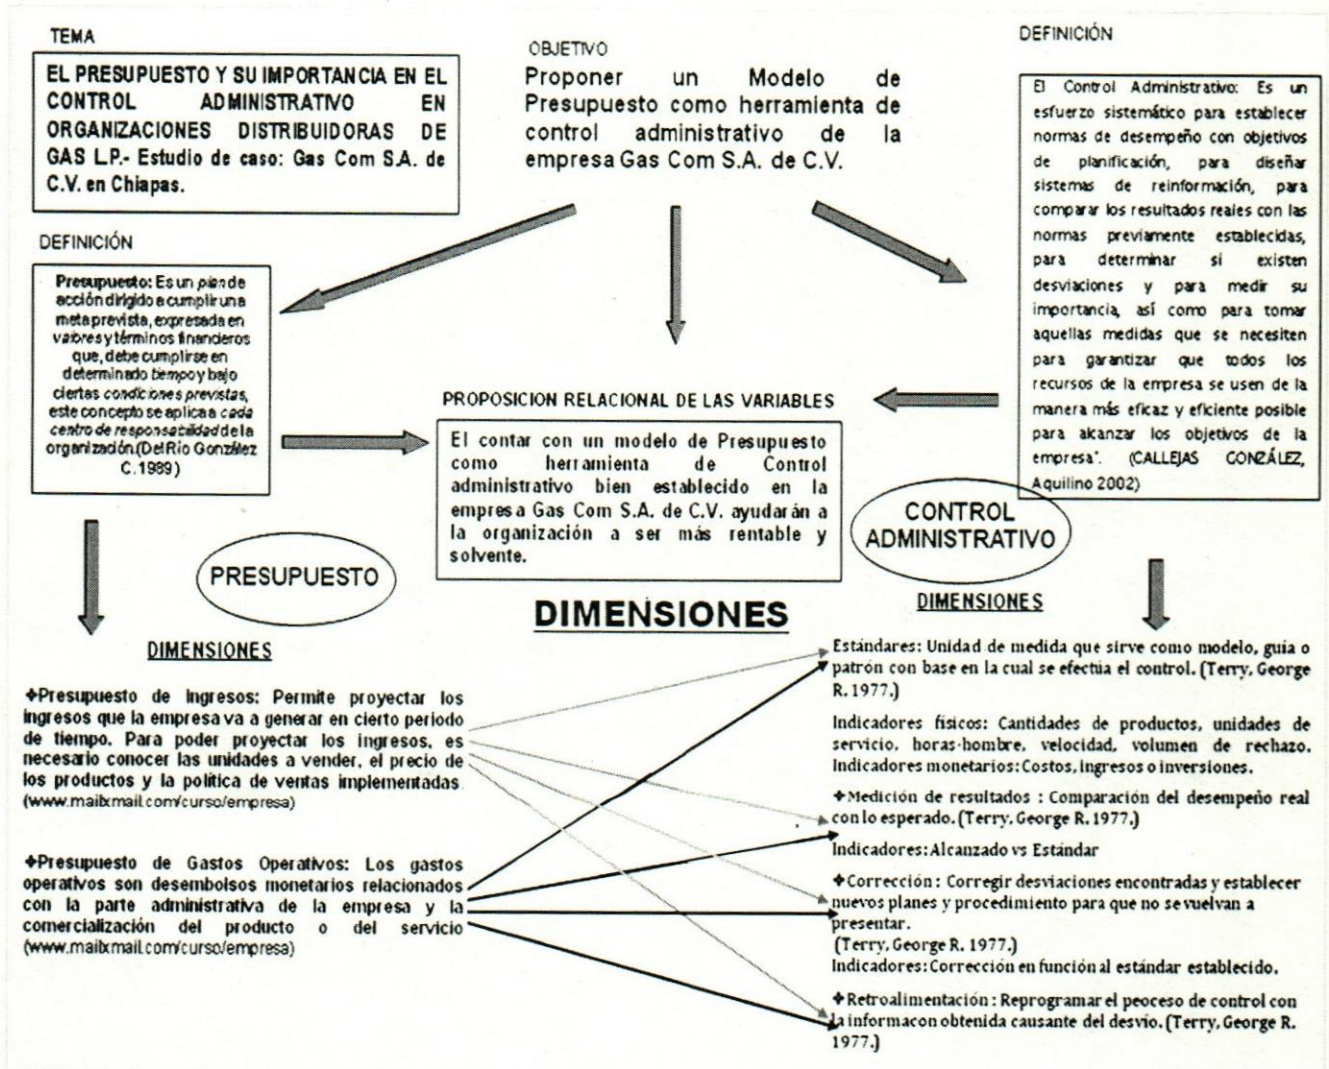 TEMA
EL PRESUPUESTO Y SU IMPORTANCIA EN EL
CONTROL ADMINISTRATIVO EN
ORGANIZACIONES DISTRIBUIDORAS DE
GAS L.P.- Estudio de caso: Gas Com S.A. de
C.V. en Chiapas.
OBJETIVO
Proponer un Modelo de
Presupuesto como herramienta de
control administrativo de la
empresa Gas Com S.A. de C.V.
DEFINICIÓN
El Control Administrativo: Es un
esfuerzo sistemático para establecer
normas de desempeño con objetivos
de planificación, para diseñar
sistemas de reinformación, para
comparar los resultados reales con las
normas previamente establecidas,
para determinar si existen
desviaciones y para medir su
importancia, así como para tomar
aquellas medidas que se necesiten
para garantizar que todos los
recursos de la empresa se usen de la
manera más eficaz y eficiente posible
para alcanzar los objetivos de la
empresa". (CALLEJAS GONZÁLEZ,
Aquilino 2002)
DEFINICIÓN
Presupuesto: Es un plan de
acción dirigido a cumplir una
meta prevista, expresada en
valores y términos financieros
que, debe cumplirse en
determinado tiempo y bajo
ciertas condiciones previstas,
este concepto se aplica a cada
centro de responsabilidad de la
organización.(Del Río González
C. 1989)
PROPOSICION RELACIONAL DE LAS VARIABLES
El contar con un modelo de Presupuesto
como herramienta de Control
administrativo bien establecido en la
empresa Gas Com S.A. de C.V. ayudarán a
la organización a ser más rentable y
solvente.
PRESUPUESTO
CONTROL
ADMINISTRATIVO
DIMENSIONES
DIMENSIONES
❖Presupuesto de Ingresos: Permite proyectar los
ingresos que la empresa va a generar en cierto periodo
de tiempo. Para poder proyectar los ingresos, es
necesario conocer las unidades a vender, el precio de
los productos y la política de ventas implementadas.
(www.mailxmail.com/curso/empresa)
❖Presupuesto de Gastos Operativos: Los gastos
operativos son desembolsos monetarios relacionados
con la parte administrativa de la empresa y la
comercialización del producto o del servicio
(www.mailxmail.com/curso/empresa)
DIMENSIONES
Estándares: Unidad de medida que sirve como modelo, guía o
patrón con base en la cual se efectúa el control. (Terry, George
R. 1977.)
Indicadores físicos: Cantidades de productos, unidades de
servicio, horas-hombre, velocidad, volumen de rechazo.
Indicadores monetarios: Costos, ingresos o inversiones.
❖Medición de resultados : Comparación del desempeño real
con lo esperado. (Terry, George R. 1977.)
Indicadores: Alcanzado vs Estándar
❖Corrección : Corregir desviaciones encontradas y establecer
nuevos planes y procedimiento para que no se vuelvan a
presentar.
(Terry, George R. 1977.)
Indicadores: Corrección en función al estándar establecido.
❖Retroalimentación : Reprogramar el peoceso de control con
la informacon obtenida causante del desvío. (Terry, George R.
1977.)